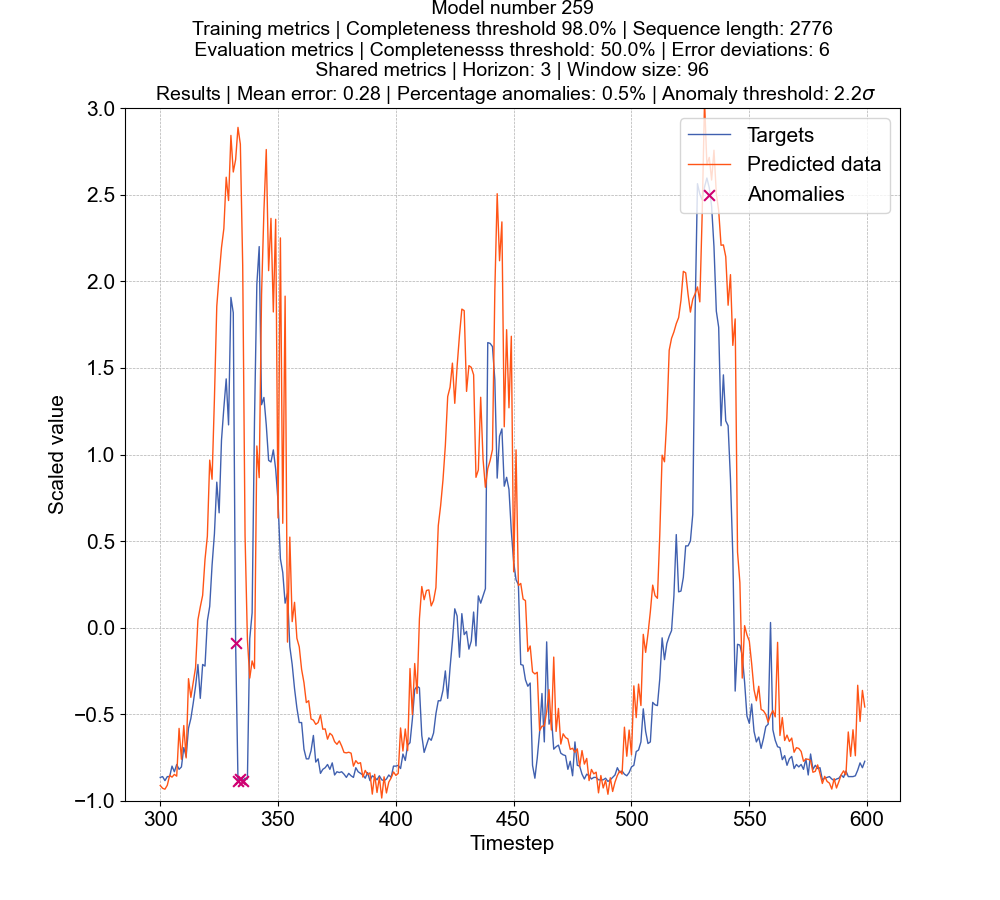 Model number 259
Training metrics | Completeness threshold 98.0% | Sequence length: 2776
Evaluation metrics | Completenesss threshold: 50.0% | Error deviations: 6
Shared metrics | Horizon: 3 | Window size: 96
Results | Mean error: 0.28 | Percentage anomalies: 0.5% | Anomaly threshold: 2.2σ
Targets
Predicted data
Anomalies
Scaled value
3.0
2.5
2.0
1.5
1.0
0.5
0.0
−0.5
−1.0
300
350
400
450
500
550
600
Timestep